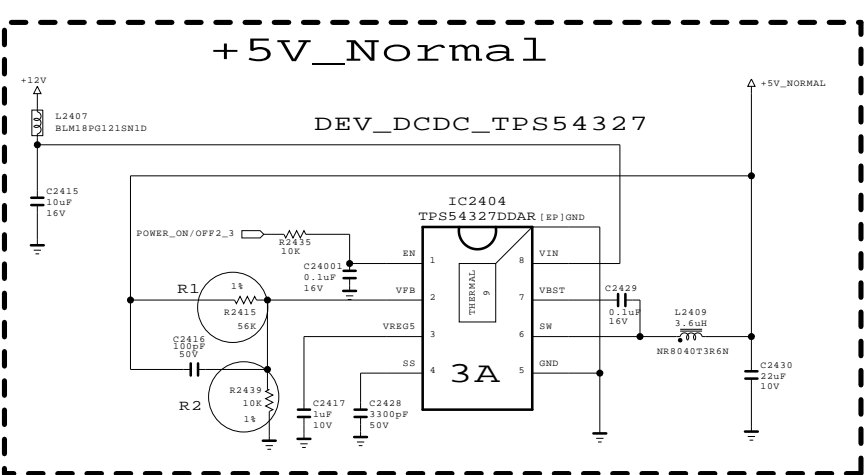 +5V_Normal
+12V
+5V_NORMAL
L2407
BLM18PG121SN1D
DEV_DCDC_TPS54327
C2415
10uF
16V
IC2404
TPS54327DDAR
[EP]GND
POWER_ON/OFF2_3
R2435
10K
EN
1
8
VIN
C24001
0.1uF
16V
THERMAL
9
R1
1%
R2415
56K
VFB
2
7
VBST
C2429
0.1uF
16V
C2416
100pF
50V
VREG5
3
6
SW
L2409
3.6uH
NR8040T3R6N
SS
4
5
GND
3A
C2430
22uF
10V
R2
R2439
10K
1%
C2417
1uF
10V
C2428
3300pF
50V